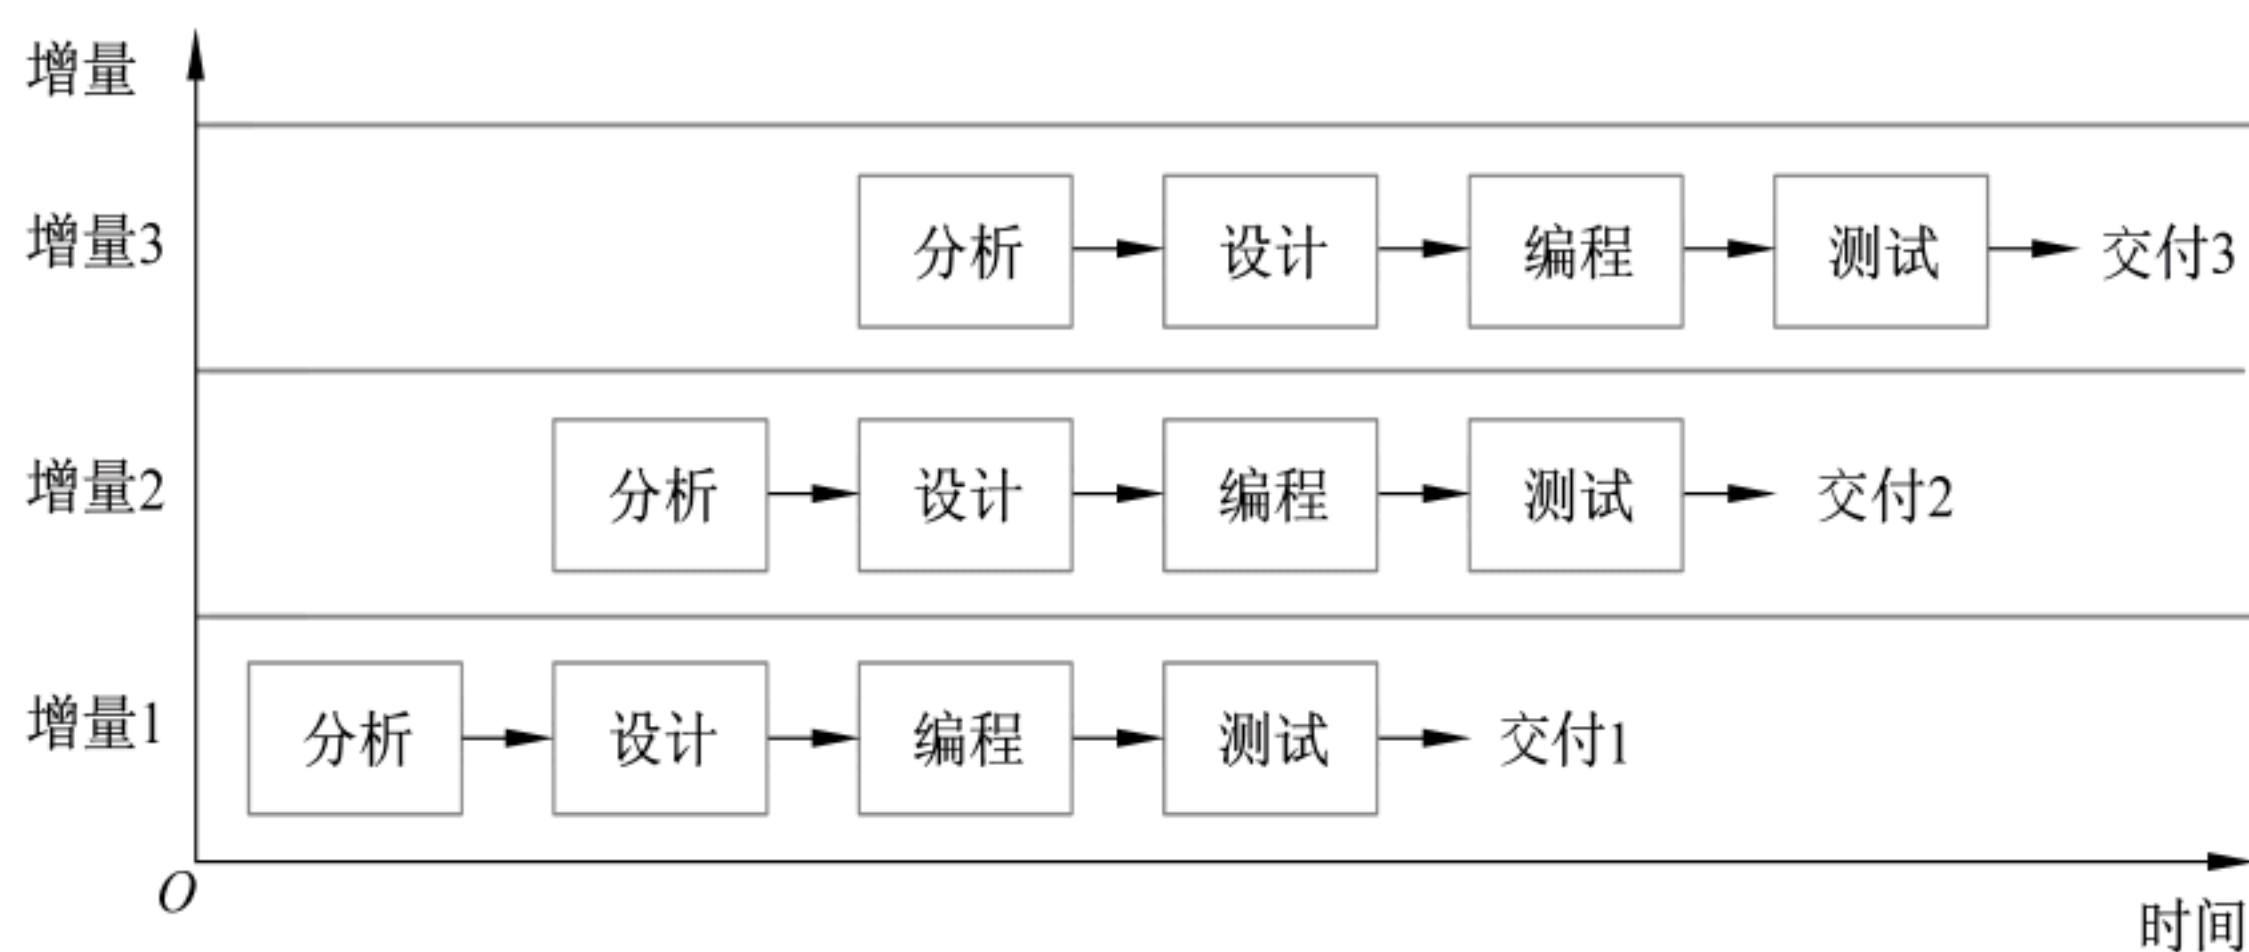 增量
增量3 分析 设计 编程 测试 交付3
增量2 分析 设计 编程 测试 交付2
增量1 分析 设计 编程 测试 交付1
O
时间